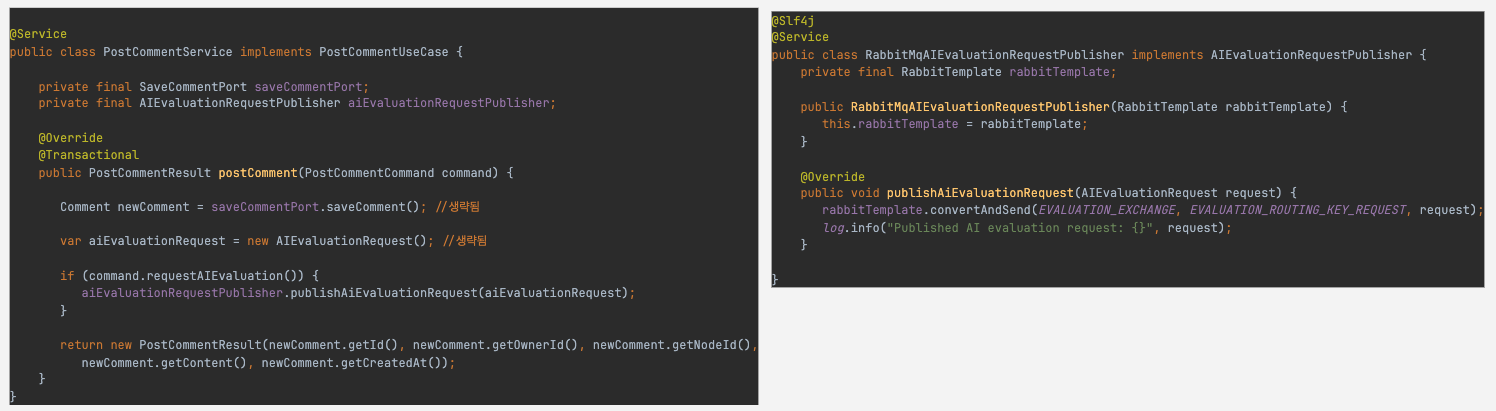 @Service
public class PostCommentService implements PostCommentUseCase {
private final SaveCommentPort saveCommentPort;
private final AIEvaluationRequestPublisher aiEvaluationRequestPublisher;
@Override
@Transactional
public PostCommentResult postComment(PostCommentCommand command) {
Comment newComment = saveCommentPort.saveComment(); //생략됨
var aiEvaluationRequest = new AIEvaluationRequest(); //생략됨
if (command.requestAIEvaluation()) {
aiEvaluationRequestPublisher.publishAiEvaluationRequest(aiEvaluationRequest);
}
return new PostCommentResult(newComment.getId(), newComment.getOwnerId(), newComment.getNodeId(),
newComment.getContent(), newComment.getCreatedAt());
}
}
@Slf4j
@Service
public class RabbitMqAIEvaluationRequestPublisher implements AIEvaluationRequestPublisher {
private final RabbitTemplate rabbitTemplate;
public RabbitMqAIEvaluationRequestPublisher(RabbitTemplate rabbitTemplate) {
this.rabbitTemplate = rabbitTemplate;
}
@Override
public void publishAiEvaluationRequest(AIEvaluationRequest request) {
rabbitTemplate.convertAndSend(EVALUATION_EXCHANGE, EVALUATION_ROUTING_KEY_REQUEST, request);
log.info("Published AI evaluation request: {}", request);
}
}